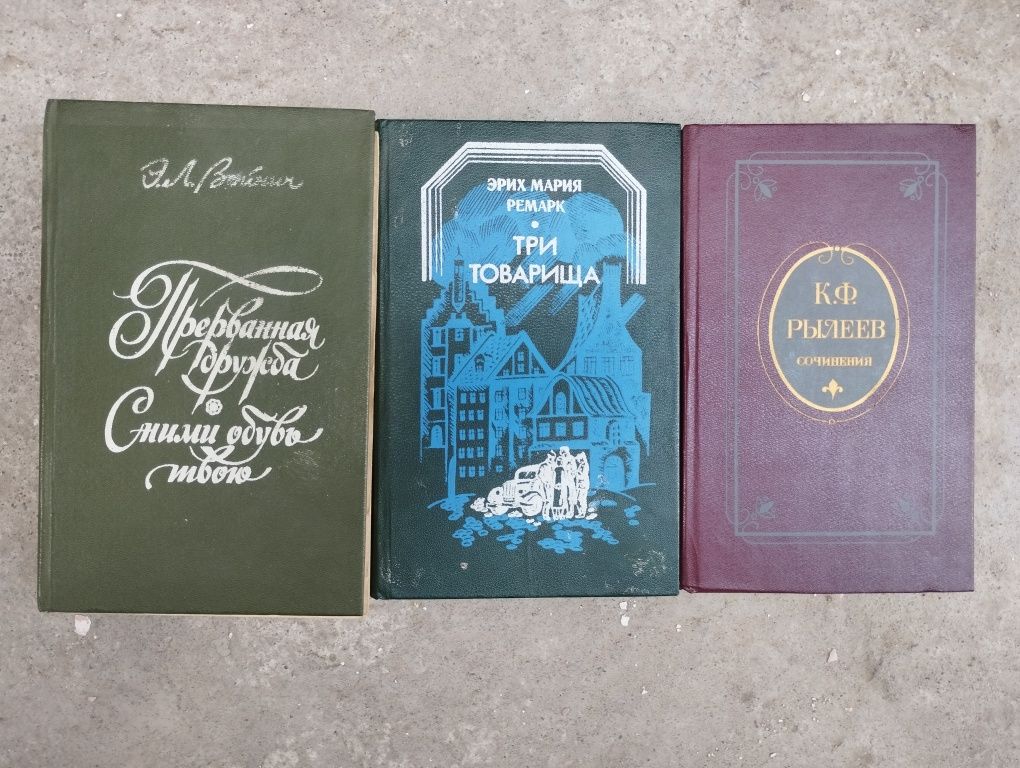 Э.Л. Войнич
Прерванная
дружба
Сними обувь
твою
ЭРИХ МАРИЯ
РЕМАРК
ТРИ
ТОВАРИЩА
К.Ф.
РЫЛЕЕВ
СОЧИНЕНИЯ